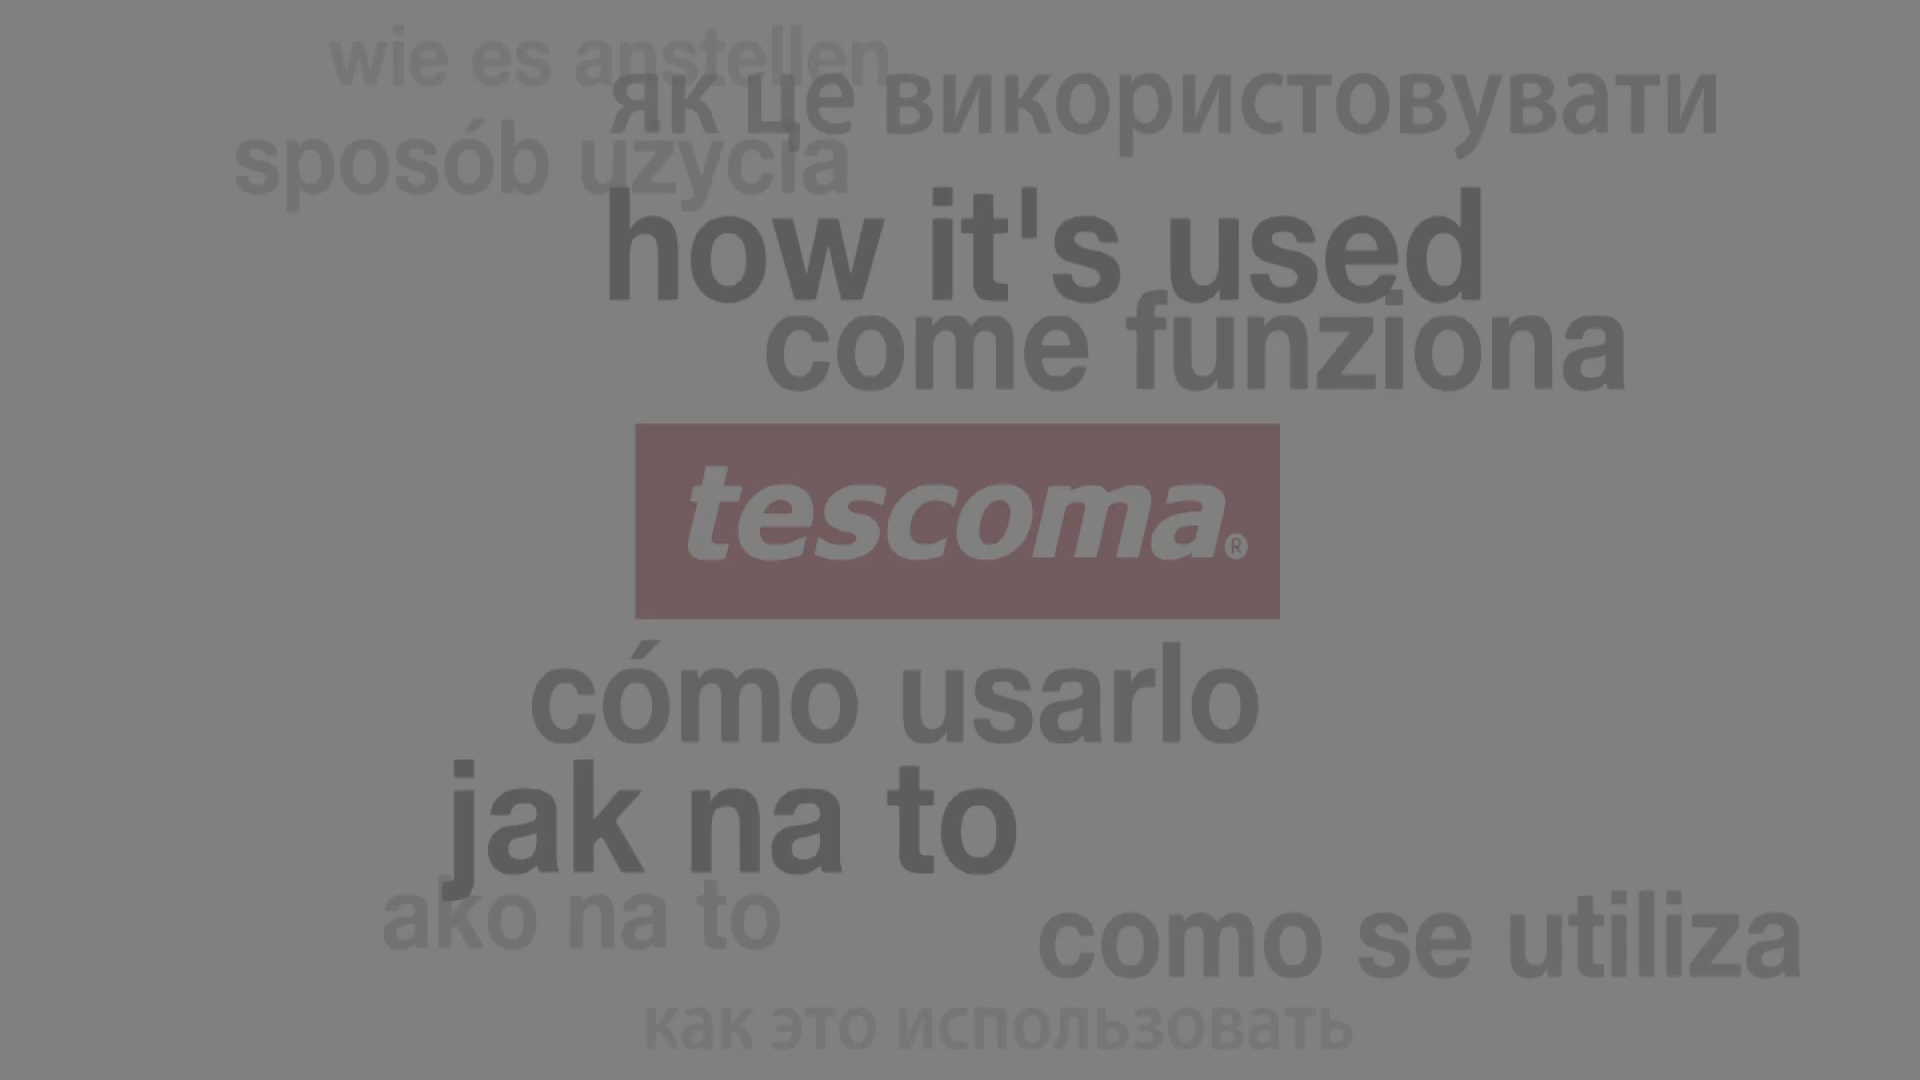 wie es anstellen
як це використовувати
sposób użycia
how it's used
come funziona
tescoma®
cómo usarlo
jak na to
ako na to
como se utiliza
как это использовать